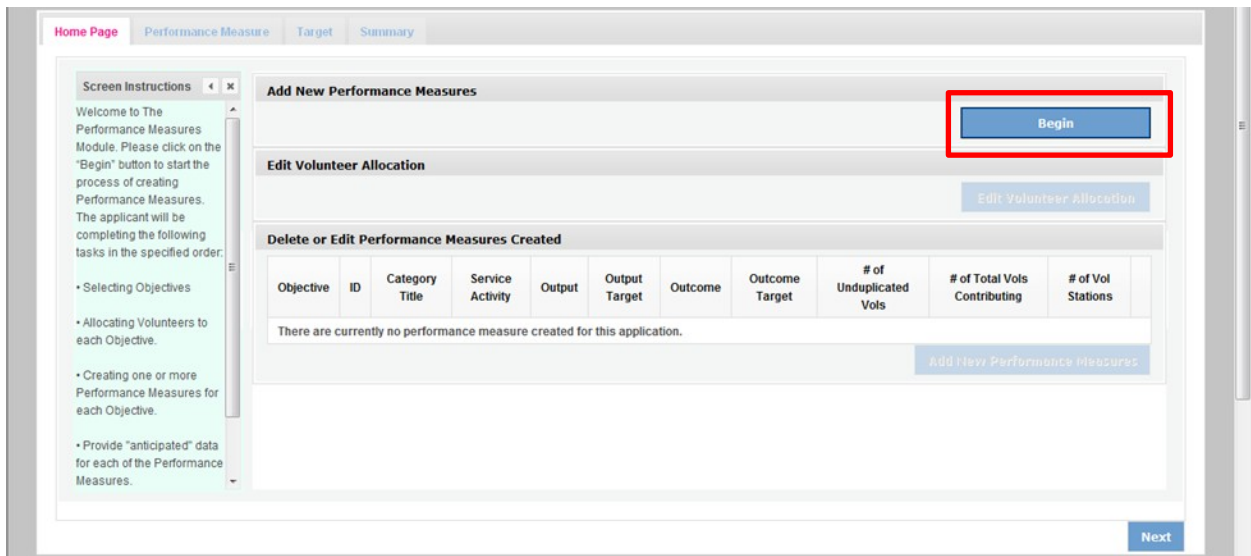 Home Page Performance Measure Target Summary
Screen Instructions
Welcome to The
Performance Measures
Module. Please click on the
"Begin" button to start the
process of creating
Performance Measures.
The applicant will be
completing the following
tasks in the specified order:
• Selecting Objectives
• Allocating Volunteers to
each Objective.
• Creating one or more
Performance Measures for
each Objective.
• Provide "anticipated" data
for each of the Performance
Measures.
Add New Performance Measures
Begin
Edit Volunteer Allocation
Edit Volunteer Allocation
Delete or Edit Performance Measures Created
Objective ID Category Title Service Activity Output Output Target Outcome Outcome Target # of Unduplicated Vols # of Total Vols Contributing # of Vol Stations
There are currently no performance measure created for this application.
Add New Performance Measures
Next